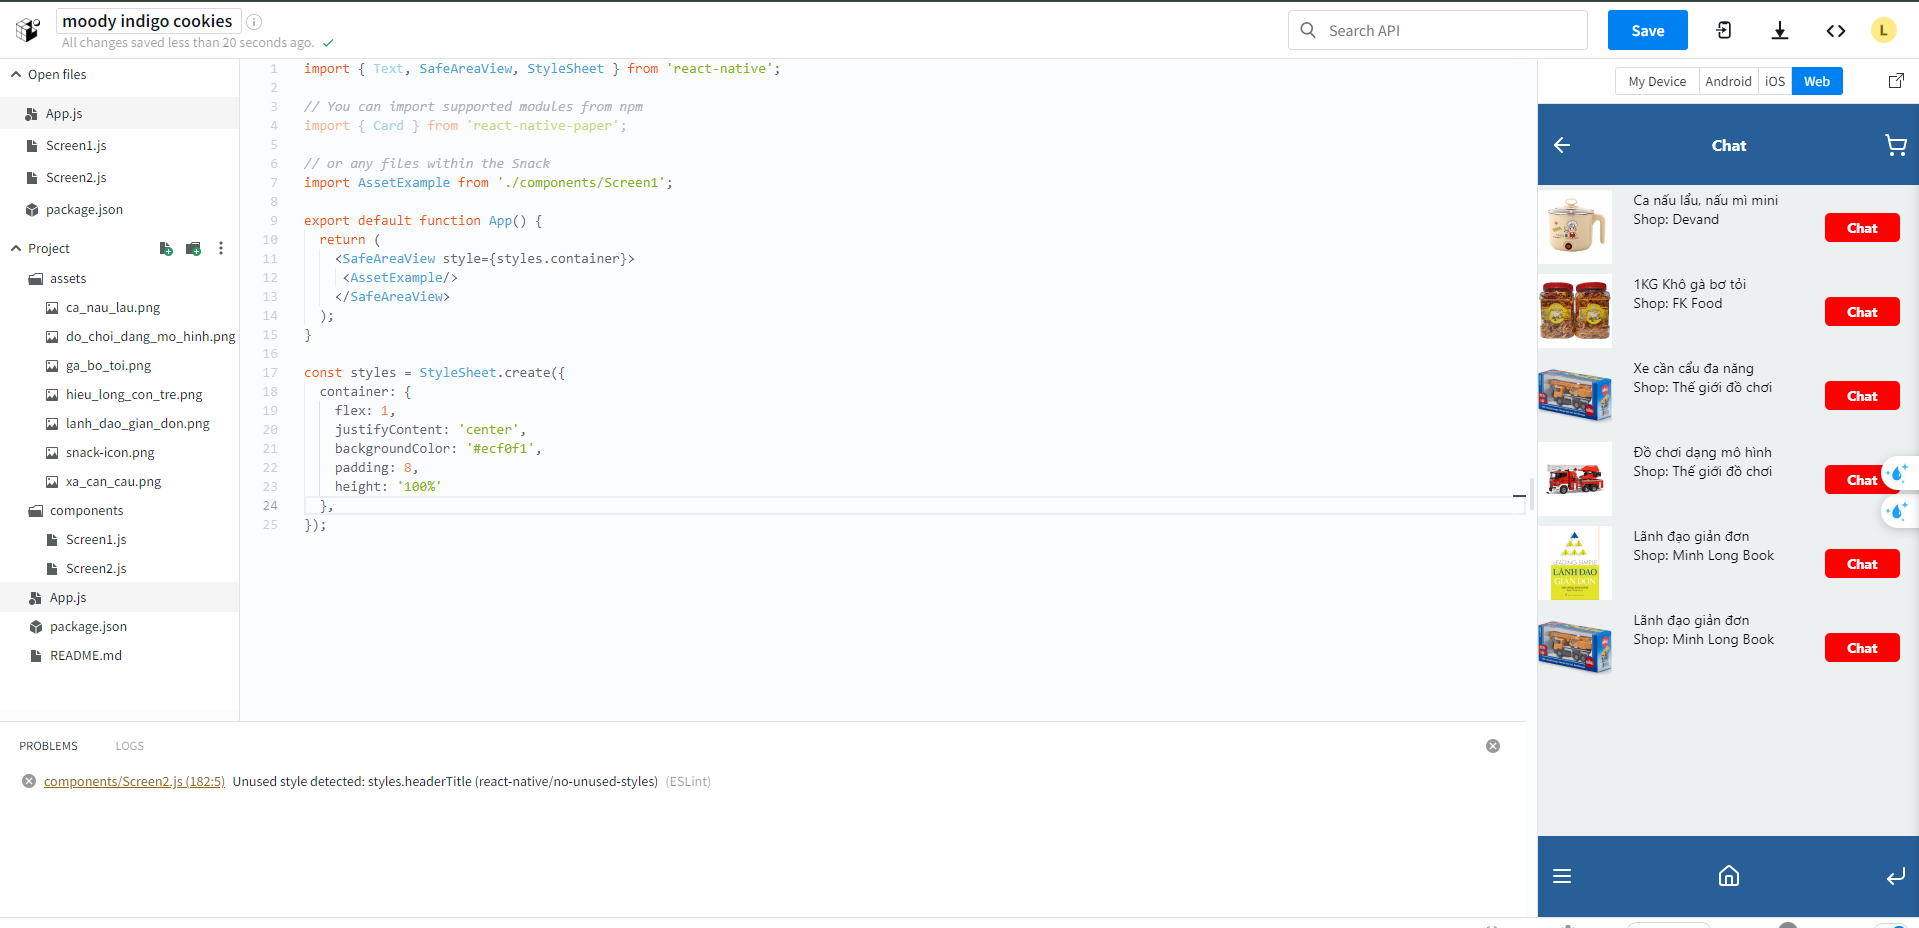 moody indigo cookies
All changes saved less than 20 seconds ago.
Search API
Save
L
Open files
App.js
Screen1.js
Screen2.js
package.json
Project
assets
ca_nau_lau.png
do_choi_dang_mo_hinh.png
ga_bo_toi.png
hieu_long_con_tre.png
lanh_dao_gian_don.png
snack-icon.png
xa_can_cau.png
components
Screen1.js
Screen2.js
App.js
package.json
README.md
1 import { Text, SafeAreaView, StyleSheet } from 'react-native';
2
3 // You can import supported modules from npm
4 import { Card } from 'react-native-paper';
5
6 // or any files within the Snack
7 import AssetExample from './components/Screen1';
8
9 export default function App() {
10 return (
11 <SafeAreaView style={styles.container}>
12 <AssetExample/>
13 </SafeAreaView>
14 );
15 }
16
17 const styles = StyleSheet.create({
18 container: {
19 flex: 1,
20 justifyContent: 'center',
21 backgroundColor: '#ecf0f1',
22 padding: 8,
23 height: '100%'
24 },
25 });
PROBLEMS LOGS
components/Screen2.js (182:5) Unused style detected: styles.headerTitle (react-native/no-unused-styles) (ESLint)
My Device Android iOS Web
Chat
Ca nấu lẩu, nấu mì mini
Shop: Devand
Chat
1KG Khô gà bơ tỏi
Shop: FK Food
Chat
Xe cần cẩu đa năng
Shop: Thế giới đồ chơi
Chat
Đồ chơi dạng mô hình
Shop: Thế giới đồ chơi
Chat
LEADING SIMPLE
LÃNH ĐẠO
GIẢN ĐƠN
Lãnh đạo giản đơn
Shop: Minh Long Book
Chat
Lãnh đạo giản đơn
Shop: Minh Long Book
Chat